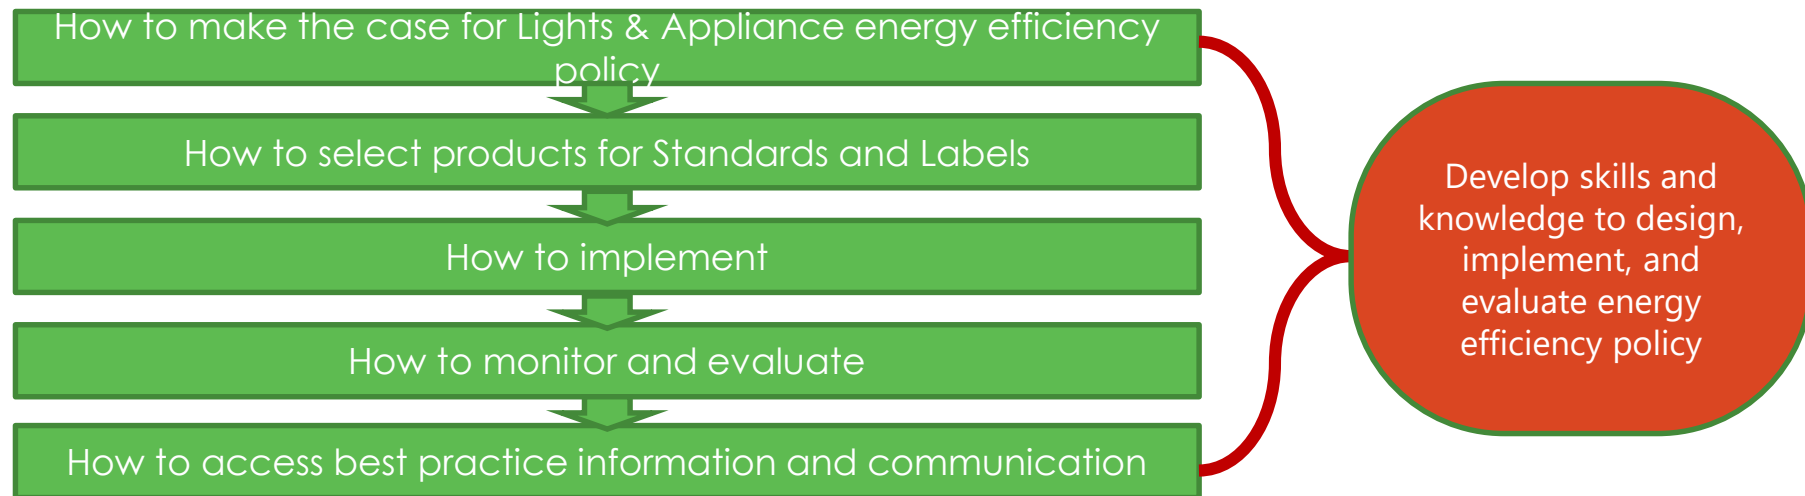 How to make the case for Lights & Appliance energy efficiency
policy
How to select products for Standards and Labels
How to implement
How to monitor and evaluate
How to access best practice information and communication
Develop skills and
knowledge to design,
implement, and
evaluate energy
efficiency policy